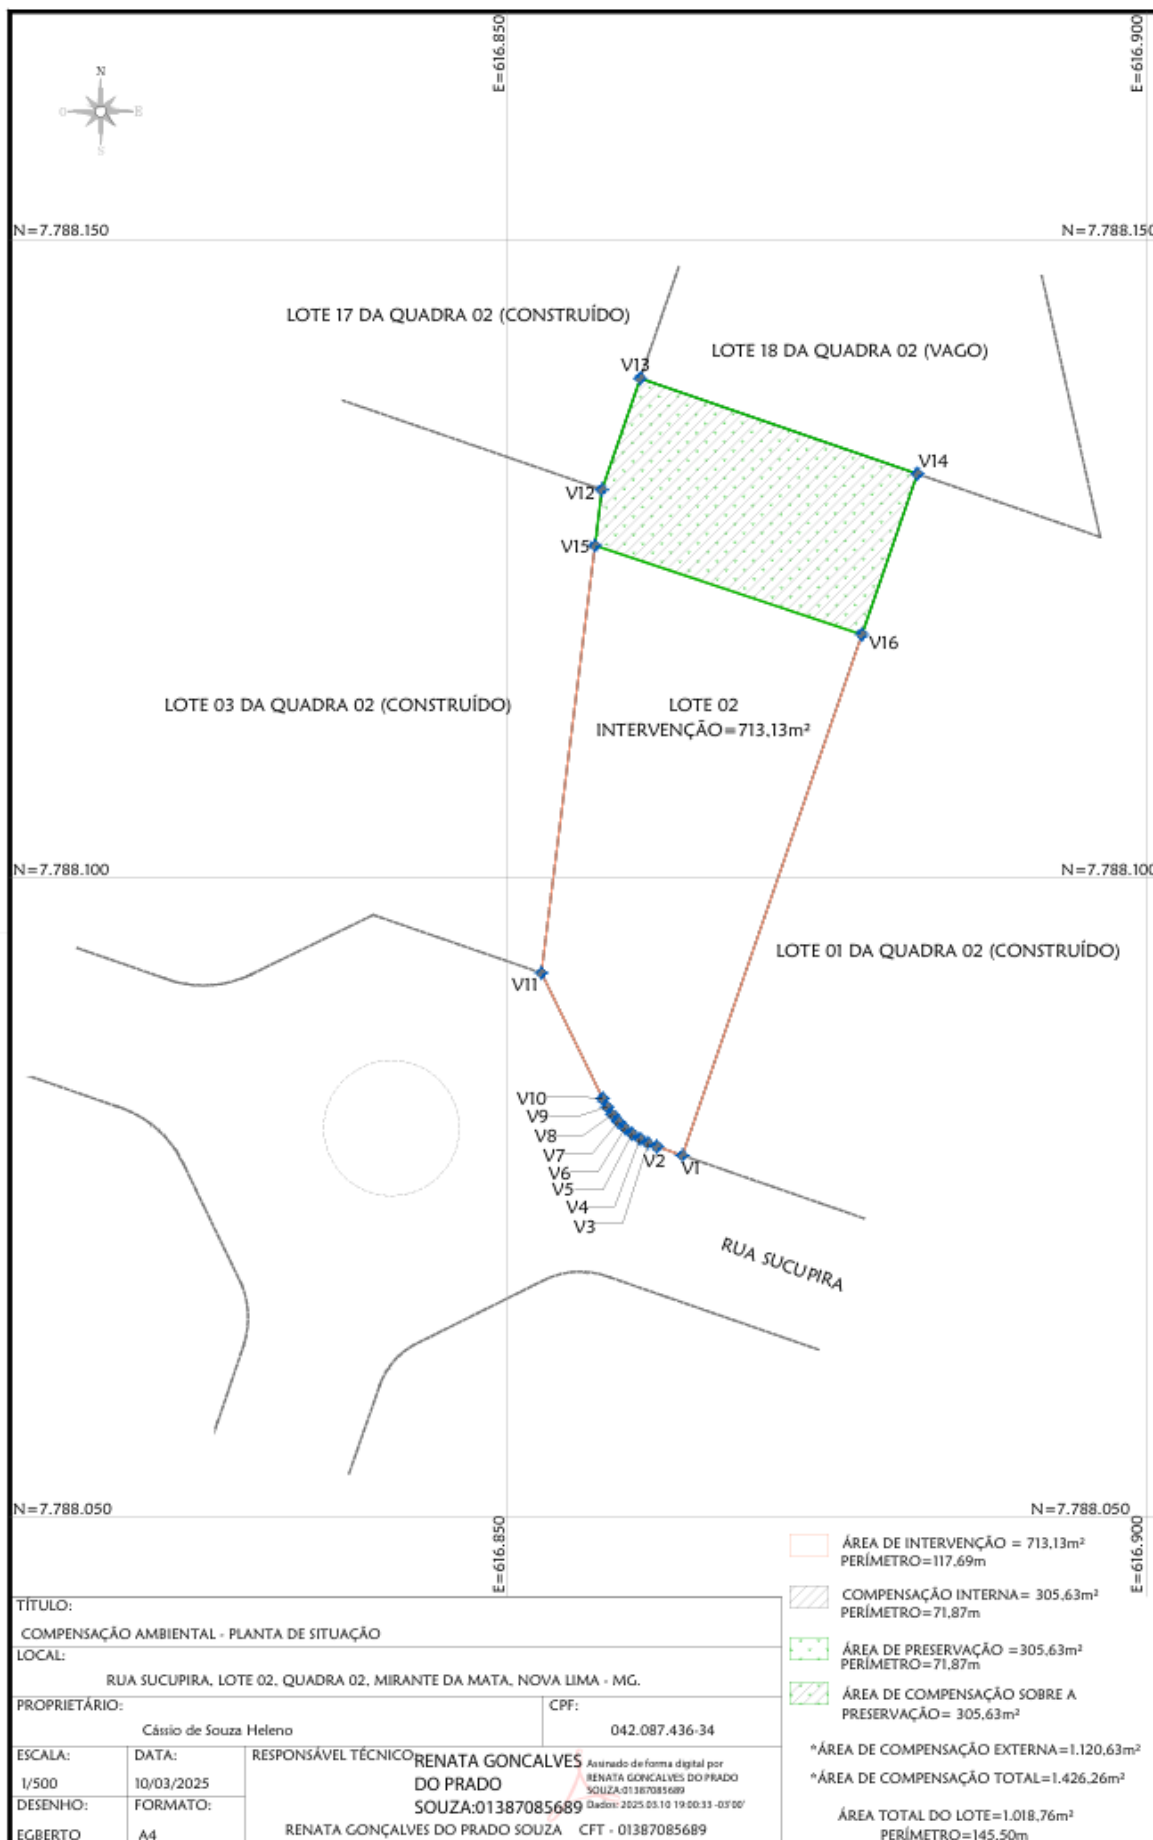 E=616.850
E=616.900
N
O
E
S
N=7.788.150
N=7.788.150
LOTE 17 DA QUADRA 02 (CONSTRUÍDO)
LOTE 18 DA QUADRA 02 (VAGO)
V13
V14
V12
V15
V16
LOTE 03 DA QUADRA 02 (CONSTRUÍDO)
LOTE 02
INTERVENÇÃO=713,13m²
N=7.788.100
N=7.788.100
LOTE 01 DA QUADRA 02 (CONSTRUÍDO)
V11
V10
V9
V8
V7
V6
V5
V4
V3
V2
V1
RUA SUCUPIRA
N=7.788.050
N=7.788.050
E=616.850
E=616.900
ÁREA DE INTERVENÇÃO = 713,13m²
PERÍMETRO=117,69m
COMPENSAÇÃO INTERNA= 305,63m²
PERÍMETRO=71,87m
ÁREA DE PRESERVAÇÃO =305,63m²
PERÍMETRO=71,87m
ÁREA DE COMPENSAÇÃO SOBRE A
PRESERVAÇÃO= 305,63m²
*ÁREA DE COMPENSAÇÃO EXTERNA=1.120,63m²
*ÁREA DE COMPENSAÇÃO TOTAL=1.426,26m²
ÁREA TOTAL DO LOTE=1.018,76m²
PERÍMETRO=145,50m
TÍTULO:
COMPENSAÇÃO AMBIENTAL - PLANTA DE SITUAÇÃO
LOCAL:
RUA SUCUPIRA, LOTE 02, QUADRA 02, MIRANTE DA MATA, NOVA LIMA - MG.
PROPRIETÁRIO:
CPF:
Cássio de Souza Heleno
042.087.436-34
ESCALA:
DATA:
RESPONSÁVEL TÉCNICO:
1/500
10/03/2025
RENATA GONCALVES
DO PRADO
SOUZA:01387085689
Assinado de forma digital por
RENATA GONCALVES DO PRADO
SOUZA:01387085689
Dados: 2025.03.10 19:00:33 -03'00'
DESENHO:
FORMATO:
EGBERTO
A4
RENATA GONÇALVES DO PRADO SOUZA CFT - 01387085689